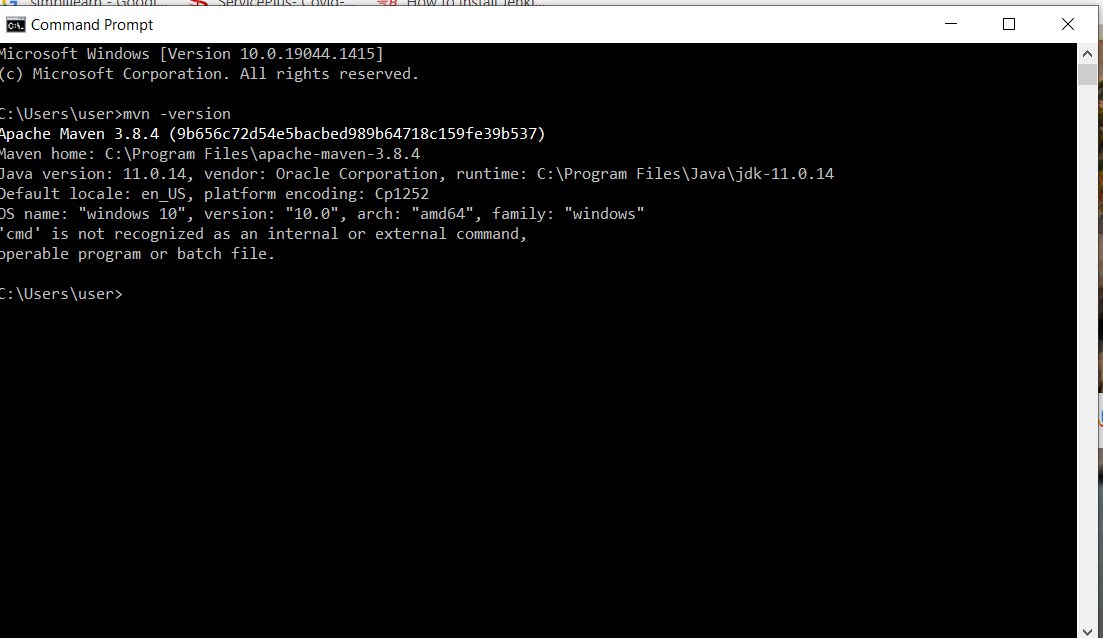 simplilearn - Googl... ServicePlus- Covid-... How to Install Jenki...
Command Prompt
Microsoft Windows [Version 10.0.19044.1415]
(c) Microsoft Corporation. All rights reserved.
C:\Users\user>mvn -version
Apache Maven 3.8.4 (9b656c72d54e5bacbed989b64718c159fe39b537)
Maven home: C:\Program Files\apache-maven-3.8.4
Java version: 11.0.14, vendor: Oracle Corporation, runtime: C:\Program Files\Java\jdk-11.0.14
Default locale: en_US, platform encoding: Cp1252
OS name: "windows 10", version: "10.0", arch: "amd64", family: "windows"
'cmd' is not recognized as an internal or external command,
operable program or batch file.
C:\Users\user>